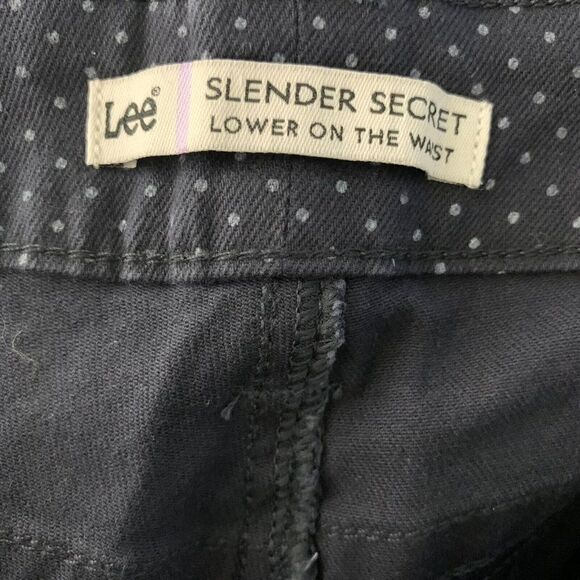 Lee®
SLENDER SECRET
LOWER ON THE WAIST